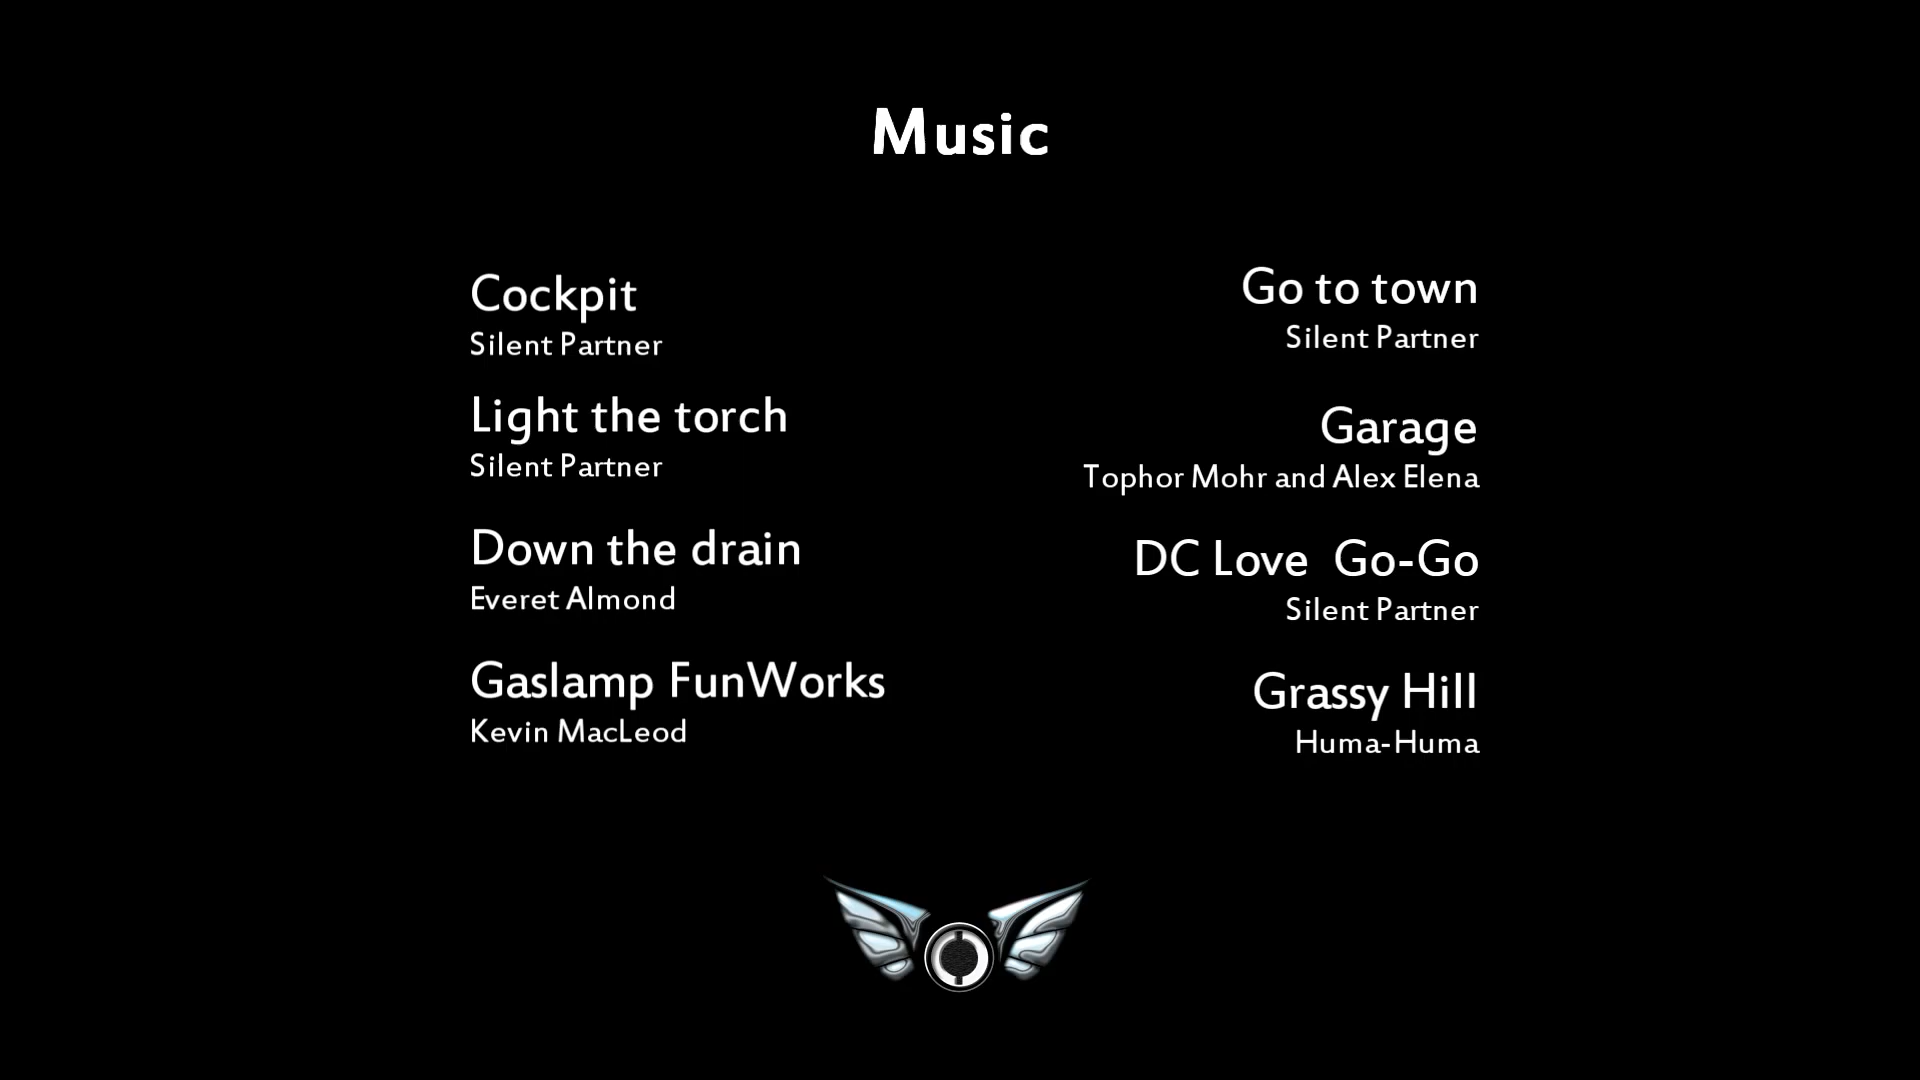 Music
Cockpit
Silent Partner
Light the torch
Silent Partner
Down the drain
Everet Almond
Gaslamp FunWorks
Kevin MacLeod
Go to town
Silent Partner
Garage
Tophor Mohr and Alex Elena
DC Love  Go-Go
Silent Partner
Grassy Hill
Huma-Huma